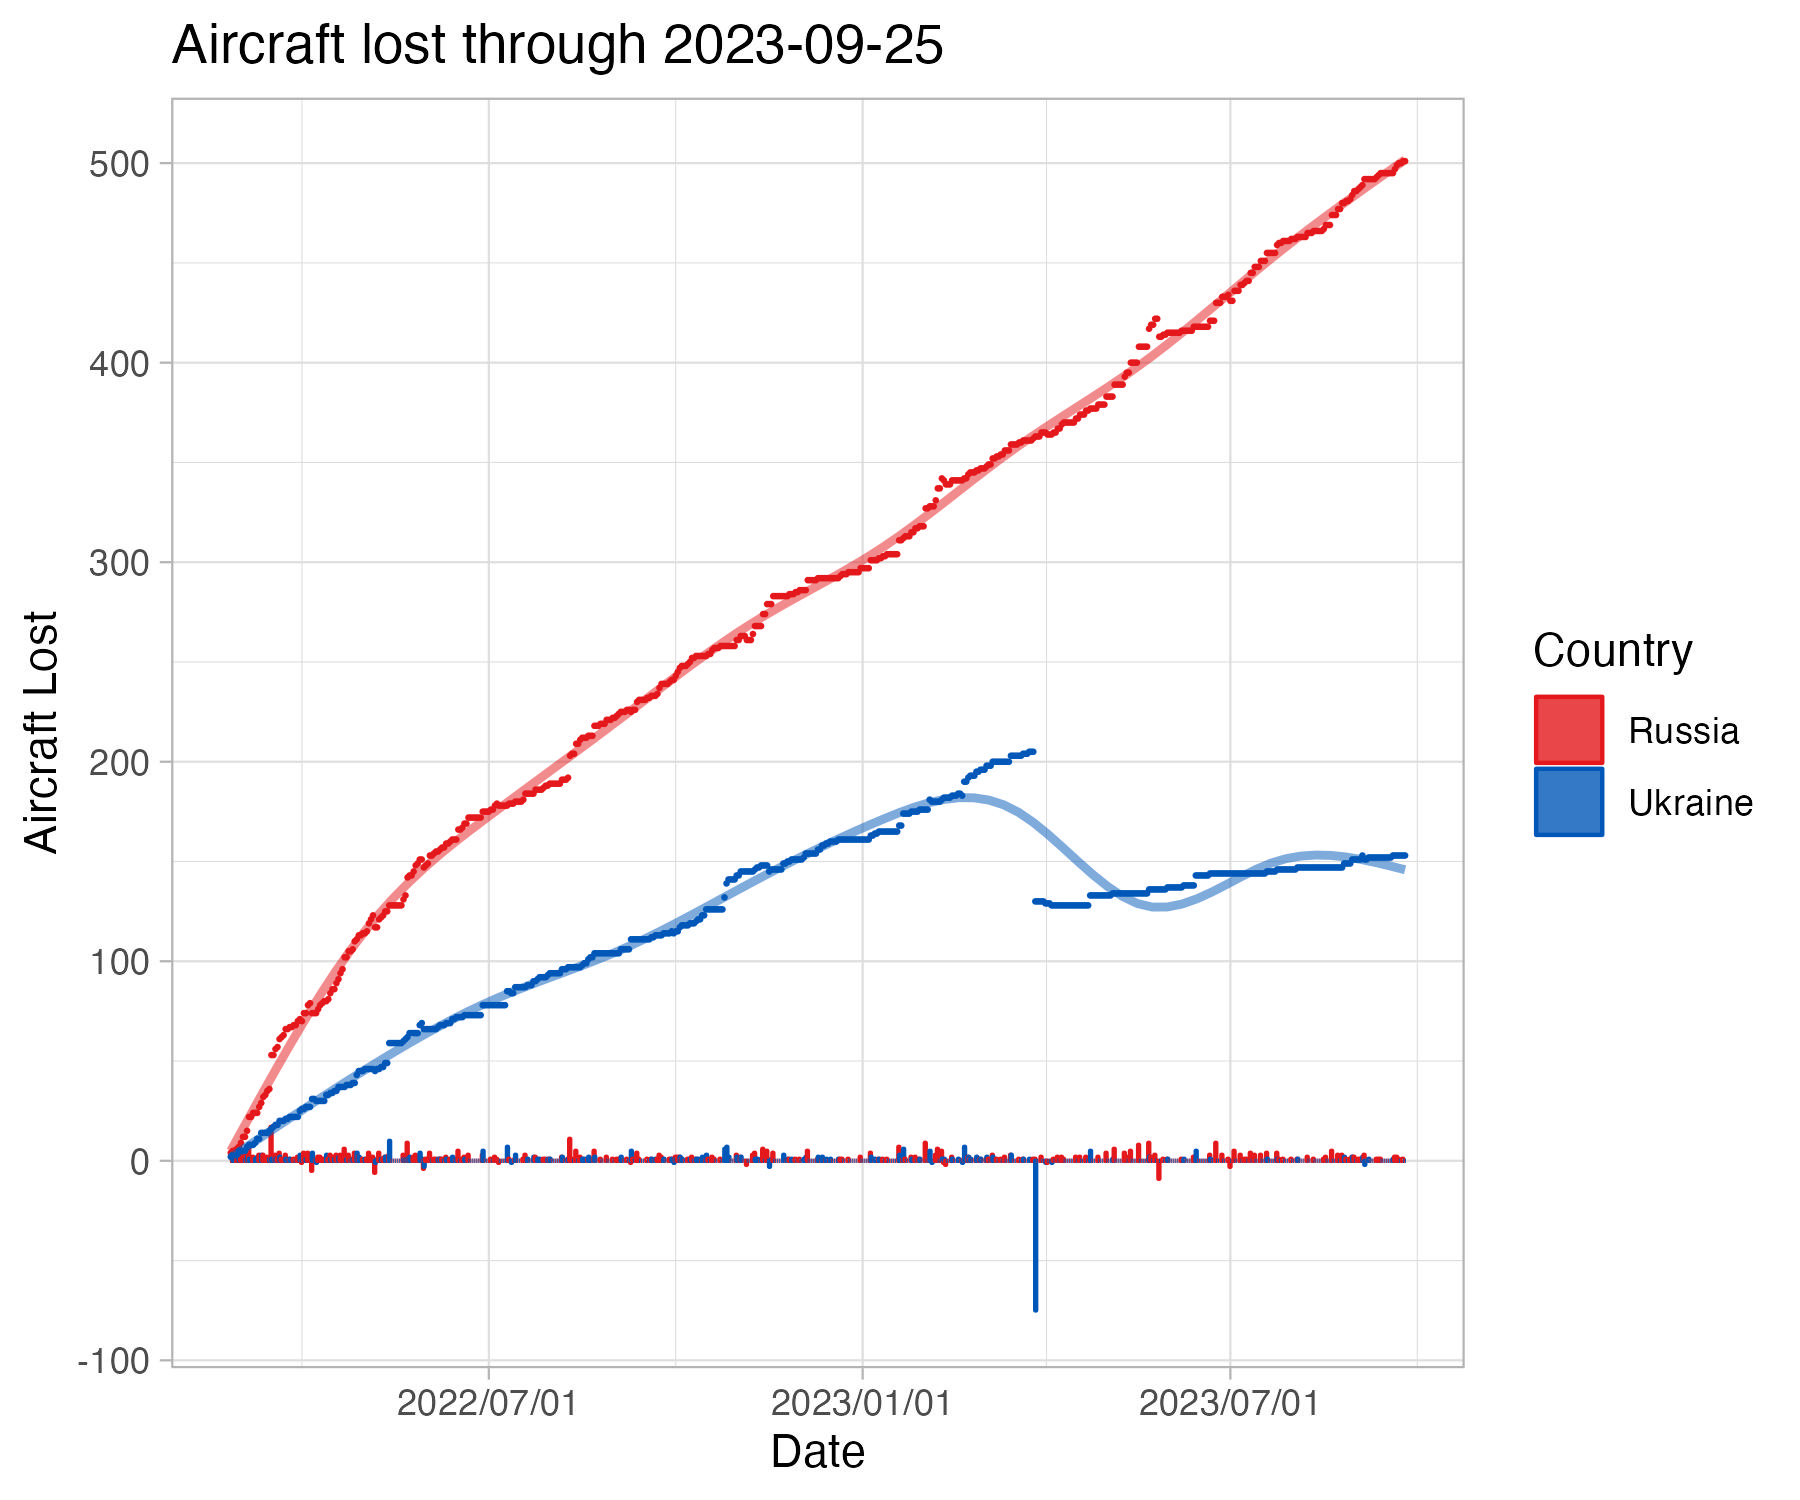 Aircraft lost through 2023-09-25
Aircraft Lost
500
400
300
200
100
0
-100
2022/07/01
2023/01/01
2023/07/01
Date
Country
Russia
Ukraine